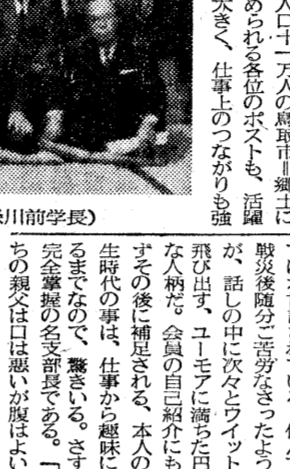 人口十一万人の鳥取市=郷土に
められる各位のポストも、活躍
大きく、仕事上のつながりも強
川前学長)
戦災後随分ご苦労なさったよう
が、話しの中に次々とウイット
飛び出す、ユーモアに満ちた円
な人柄だ。会員の自己紹介にも
ずその後に補足される、本人の
生時代の事は、仕事から趣味に
るまでなので、驚きいる。さす
完全掌握の名支部長である。「
ちの親父は口は悪いが腹はよい